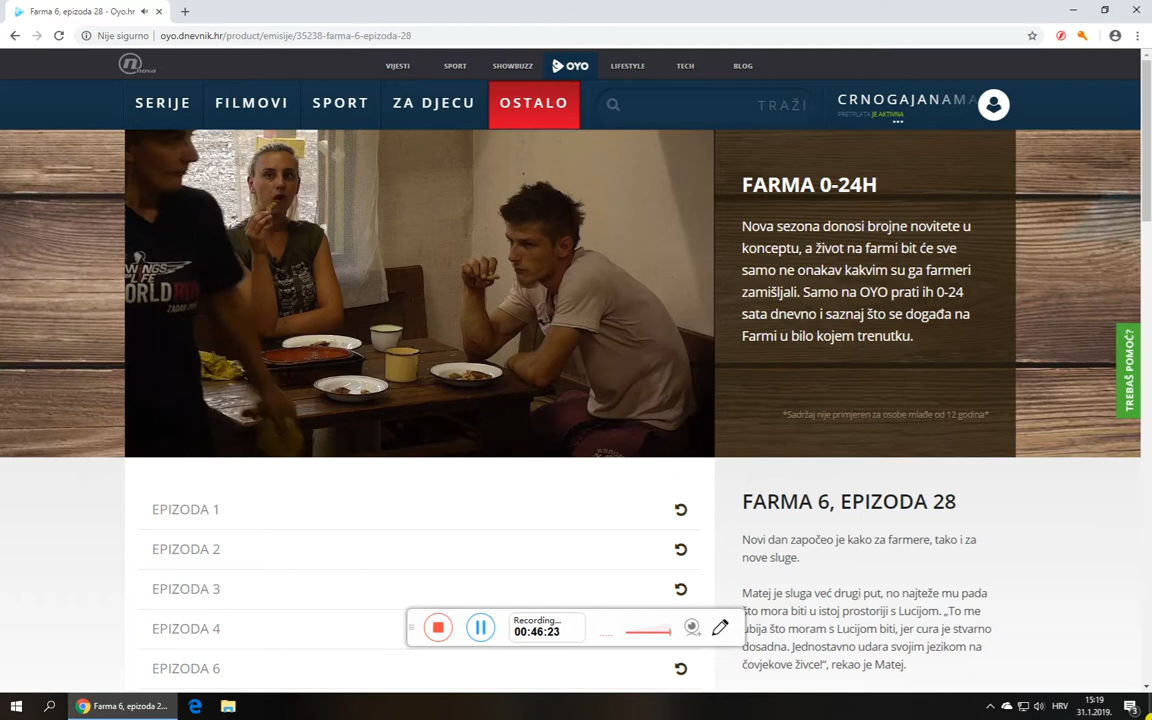 Farma 6, epizoda 28 - Oyo.hr
Nije sigurno
oyo.dnevnik.hr/product/emisije/35238-farma-6-epizoda-28
nova
VIJESTI
SPORT
SHOWBUZZ
OYO
LIFESTYLE
TECH
BLOG
SERIJE
FILMOVI
SPORT
ZA DJECU
OSTALO
TRAŽI
CRNOGAJANAMA
PRETPLATA JE AKTIVNA
WINGS
LIFE
WORLD RUN
ZADAR
FARMA 0-24H
Nova sezona donosi brojne novitete u
konceptu, a život na farmi bit će sve
samo ne onakav kakvim su ga farmeri
zamišljali. Samo na OYO prati ih 0-24
sata dnevno i saznaj što se događa na
Farmi u bilo kojem trenutku.
*Sadržaj nije primjeren za osobe mlađe od 12 godina*
TREBAŠ POMOĆ?
EPIZODA 1
EPIZODA 2
EPIZODA 3
EPIZODA 4
EPIZODA 6
FARMA 6, EPIZODA 28
Novi dan započeo je kako za farmere, tako i za
nove sluge.
Matej je sluga već drugi put, no najteže mu pada
što mora biti u istoj prostoriji s Lucijom. „To me
ubija što moram s Lucijom biti, jer cura je stvarno
dosadna. Jednostavno udara svojim jezikom na
čovjekove živce!", rekao je Matej.
Recording...
00:46:23
Farma 6, epizoda 2...
HRV
15:19
31.1.2019.
3